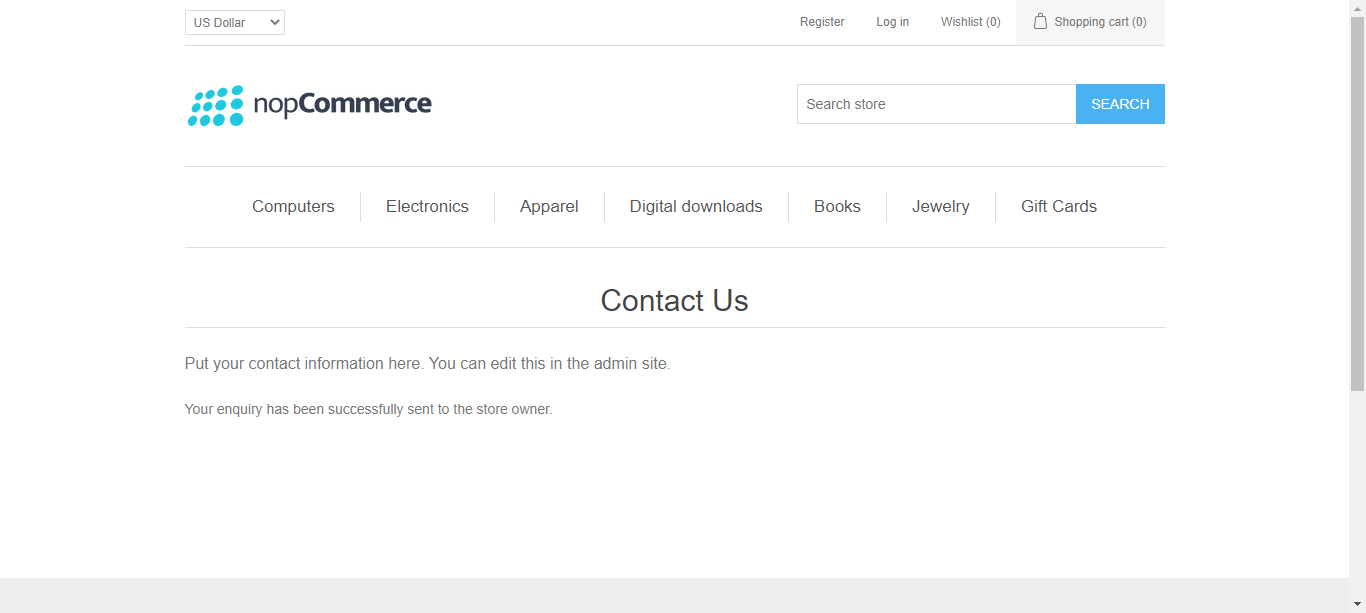 US Dollar
Register
Log in
Wishlist (0)
Shopping cart (0)
nopCommerce
Search store
SEARCH
Computers
Electronics
Apparel
Digital downloads
Books
Jewelry
Gift Cards
Contact Us
Put your contact information here. You can edit this in the admin site.
Your enquiry has been successfully sent to the store owner.